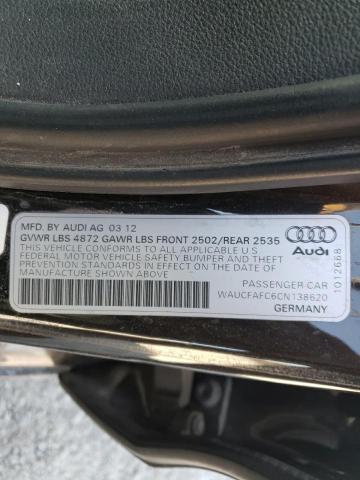 MFD. BY AUDI AG 03 12
GVWR LBS 4872 GAWR LBS FRONT 2502/REAR 2535
THIS VEHICLE CONFORMS TO ALL APPLICABLE U S
FEDERAL MOTOR VEHICLE SAFETY BUMPER AND THEFT
PREVENTION STANDARDS IN EFFECT ON THE DATE OF
MANUFACTURE SHOWN ABOVE
Audi
PASSENGER CAR
WAUCFAFC6CN138620
GERMANY
1012668